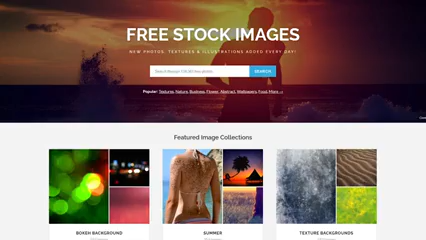 FREE STOCK IMAGES
NEW PHOTOS, TEXTURES & ILLUSTRATIONS ADDED EVERY DAY!
SEARCH
Popular: Textures, Nature, Business, Flower, Abstract, Wallpapers, Food, More →
Featured Image Collections
BOKEH BACKGROUND
SUMMER
TEXTURE BACKGROUNDS